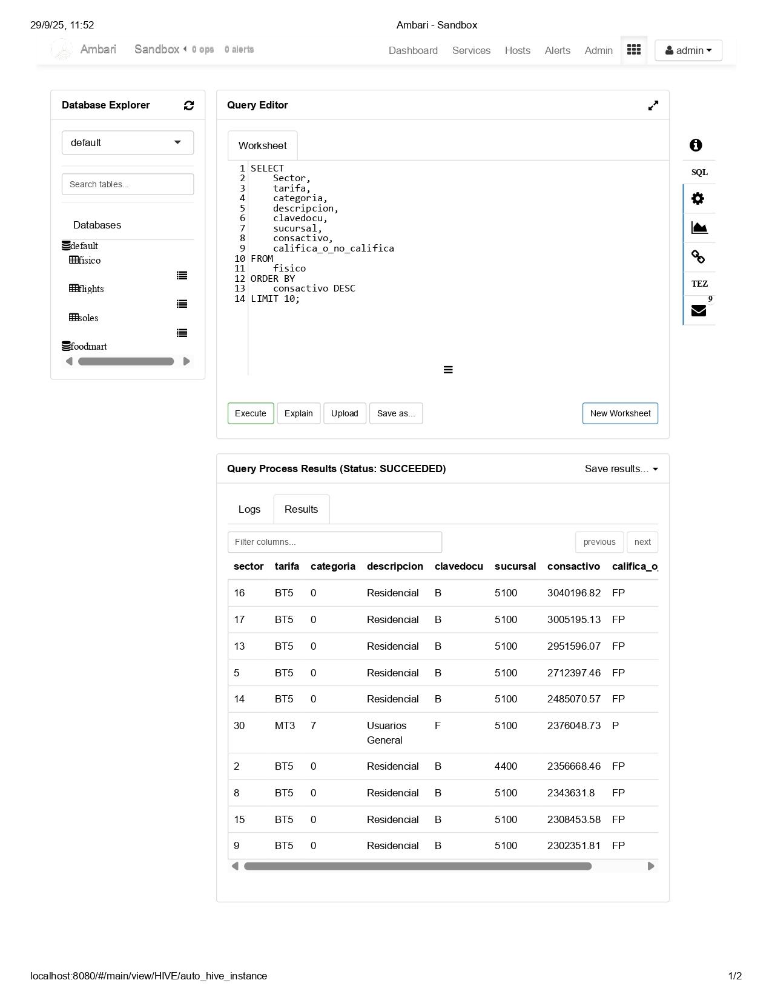 29/9/25, 11:52 Ambari - Sandbox
Ambari Sandbox 0 ops 0 alerts Dashboard Services Hosts Alerts Admin admin
Database Explorer
default
Search tables...
Databases
default
fisico
flights
soles
foodmart
Query Editor
Worksheet
1 SELECT
2 Sector,
3 tarifa,
4 categoria,
5 descripcion,
6 clavedocu,
7 sucursal,
8 consactivo,
9 califica_o_no_califica
10 FROM
11 fisico
12 ORDER BY
13 consactivo DESC
14 LIMIT 10;
Execute Explain Upload Save as... New Worksheet
SQL
TEZ
9
Query Process Results (Status: SUCCEEDED) Save results...
Logs Results
Filter columns... previous next
sector tarifa categoria descripcion clavedocu sucursal consactivo califica_o_
16 BT5 0 Residencial B 5100 3040196.82 FP
17 BT5 0 Residencial B 5100 3005195.13 FP
13 BT5 0 Residencial B 5100 2951596.07 FP
5 BT5 0 Residencial B 5100 2712397.46 FP
14 BT5 0 Residencial B 5100 2485070.57 FP
30 MT3 7 Usuarios F 5100 2376048.73 P
General
2 BT5 0 Residencial B 4400 2356668.46 FP
8 BT5 0 Residencial B 5100 2343631.8 FP
15 BT5 0 Residencial B 5100 2308453.58 FP
9 BT5 0 Residencial B 5100 2302351.81 FP
localhost:8080/#/main/view/HIVE/auto_hive_instance 1/2